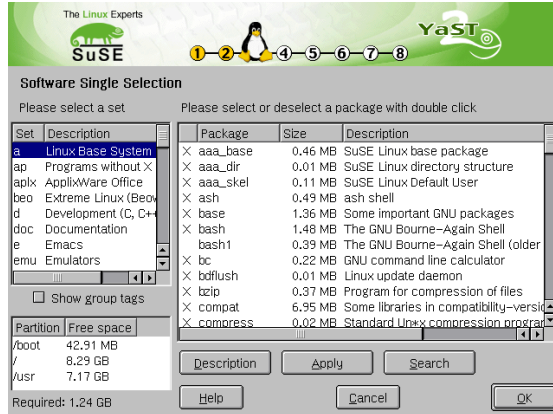 The Linux Experts
SuSE
YaST
2
1 2 4 5 6 7 8
Software Single Selection
Please select a set
Please select or deselect a package with double click
Set Description
a Linux Base System
ap Programs without X
aplx ApplixWare Office
beo Extreme Linux (Beow
d Development (C, C++
doc Documentation
e Emacs
emu Emulators
Show group tags
Partition Free space
/boot 42.91 MB
/ 8.29 GB
/usr 7.17 GB
Required: 1.24 GB
Package Size Description
X aaa_base 0.46 MB SuSE Linux base package
X aaa_dir 0.01 MB SuSE Linux directory structure
X aaa_skel 0.11 MB SuSE Linux Default User
X ash 0.49 MB ash shell
X base 1.36 MB Some important GNU packages
X bash 1.48 MB The GNU Bourne-Again Shell
bash1 0.39 MB The GNU Bourne-Again Shell (older
X bc 0.22 MB GNU command line calculator
X bdflush 0.01 MB Linux update daemon
X bzip 0.37 MB Program for compression of files
X compat 6.95 MB Some libraries in compatibility-versio
X compress 0.02 MB Standard Un*x compression program
Description Apply Search
Help Cancel OK